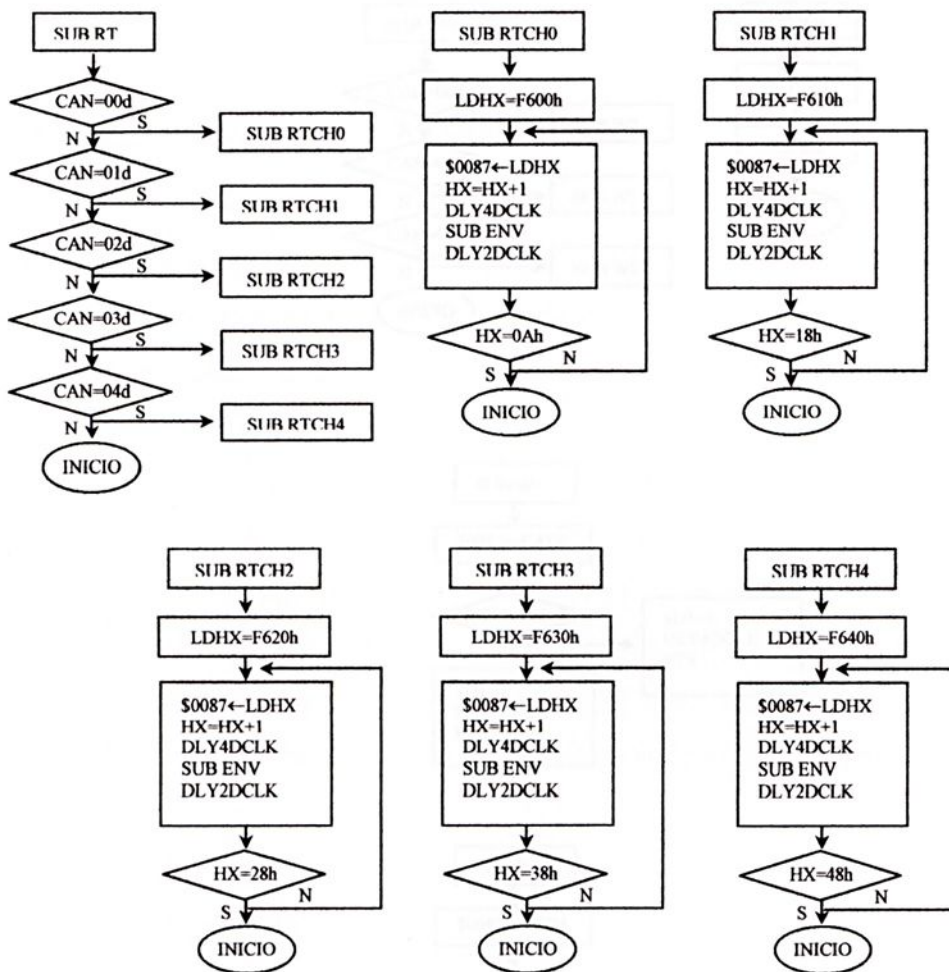 SUB RT
CAN=00d
S
N
SUB RTCH0
CAN=01d
S
N
SUB RTCH1
CAN=02d
S
N
SUB RTCH2
CAN=03d
S
N
SUB RTCH3
CAN=04d
S
N
SUB RTCH4
INICIO
SUB RTCH0
LDHX=F600h
$0087←LDHX
HX=HX+1
DLY4DCLK
SUB ENV
DLY2DCLK
HX=0Ah
N
S
INICIO
SUB RTCH1
LDHX=F610h
$0087←LDHX
HX=HX+1
DLY4DCLK
SUB ENV
DLY2DCLK
HX=18h
N
S
INICIO
SUB RTCH2
LDHX=F620h
$0087←LDHX
HX=HX+1
DLY4DCLK
SUB ENV
DLY2DCLK
HX=28h
N
S
INICIO
SUB RTCH3
LDHX=F630h
$0087←LDHX
HX=HX+1
DLY4DCLK
SUB ENV
DLY2DCLK
HX=38h
N
S
INICIO
SUB RTCH4
LDHX=F640h
$0087←LDHX
HX=HX+1
DLY4DCLK
SUB ENV
DLY2DCLK
HX=48h
N
S
INICIO